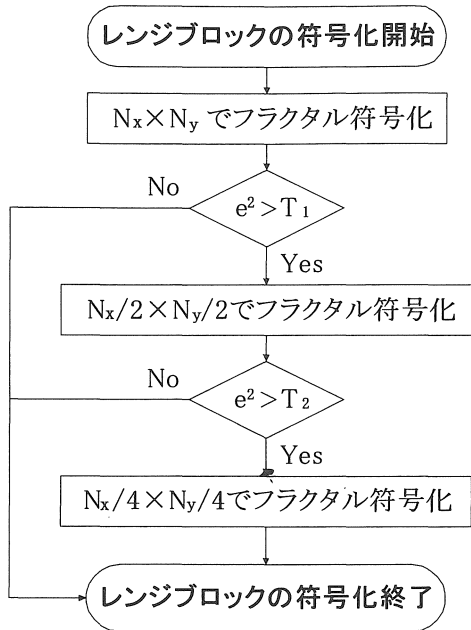 レンジブロックの符号化開始
Nx×Ny でフラクタル符号化
No
e²>T₁
Yes
Nx/2×Ny/2でフラクタル符号化
No
e²>T₂
Yes
Nx/4×Ny/4でフラクタル符号化
レンジブロックの符号化終了